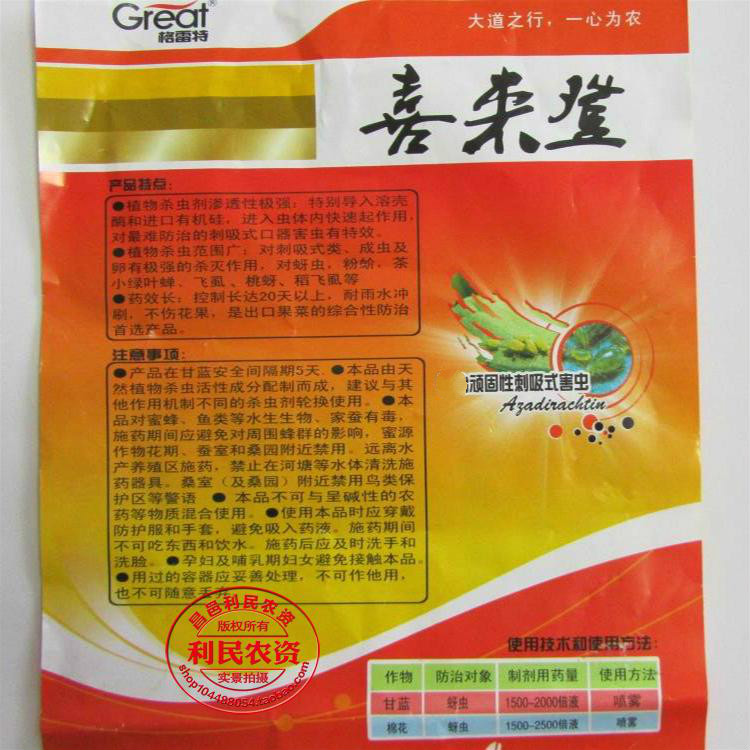 Great®
格雷特
大道之行，一心为农
喜来登
产品特点：
●植物杀虫剂渗透性极强：特别导入溶壳
酶和进口有机硅，进入虫体内快速起作用，
对最难防治的刺吸式口器害虫有特效。
●植物杀虫范围广：对刺吸式类、成虫及
卵有极强的杀灭作用，对蚜虫，粉蚧，茶
小绿叶蝉、飞虱、桃蚜、稻飞虱等
●药效长：控制长达20天以上，耐雨水冲
刷，不伤花果，是出口果菜的综合性防治
首选产品。
注意事项：
●产品在甘蓝安全间隔期5天。●本品由天
然植物杀虫活性成分配制而成，建议与其
他作用机制不同的杀虫剂轮换使用。●本
品对蜜蜂、鱼类等水生生物、家蚕有毒，
施药期间应避免对周围蜂群的影响，蜜源
作物花期、蚕室和桑园附近禁用。远离水
产养殖区施药，禁止在河塘等水体清洗施
药器具。桑室（及桑园）附近禁用鸟类保
护区等警语 ●本品不可与呈碱性的农
药等物质混合使用。●使用本品时应穿戴
防护服和手套，避免吸入药液。施药期间
不可吃东西和饮水。施药后应及时洗手和
洗脸。●孕妇及哺乳期妇女避免接触本品。
●用过的容器应妥善处理，不可作他用，
也不可随意丢弃
顽固性刺吸式害虫
Azadirachtin
昌邑利民农资
版权所有
利民农资
实景拍摄
shop104498054.taobao.com
使用技术和使用方法：
作物 防治对象 制剂用药量 使用方法
甘蓝 蚜虫 1500-2000倍液 喷雾
棉花 蚜虫 1500-2500倍液 喷雾